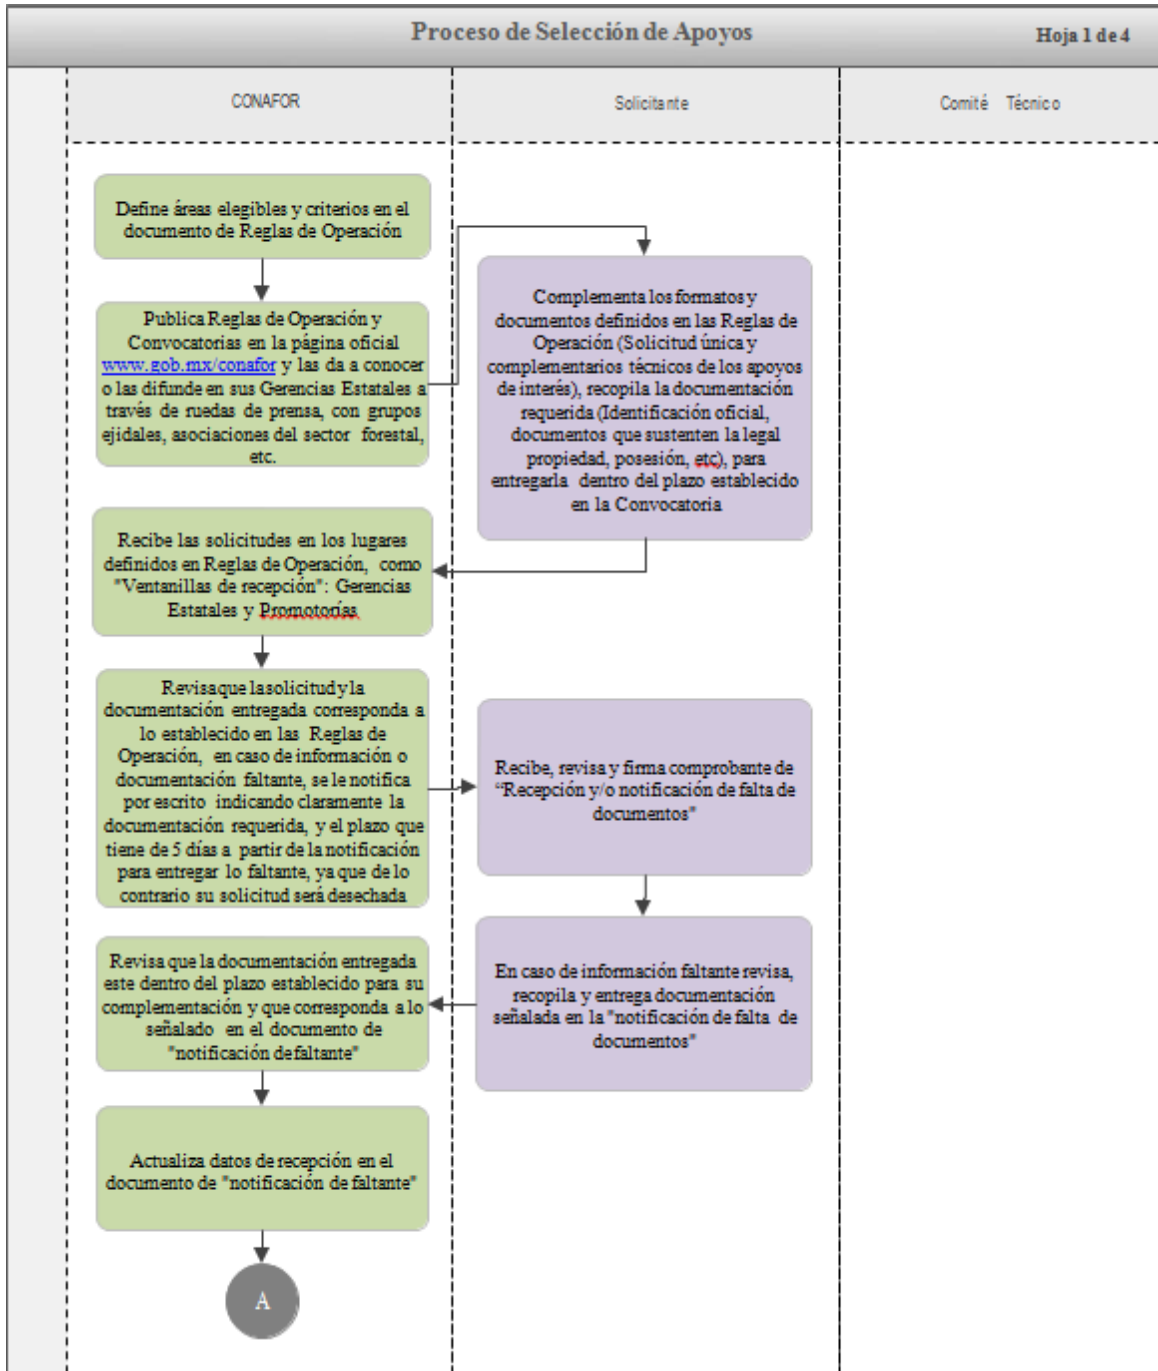 Proceso de Selección de Apoyos
Hoja 1 de 4
CONAFOR
Solicitante
Comité Técnico
Define áreas elegibles y criterios en el
documento de Reglas de Operación
Publica Reglas de Operación y
Convocatorias en la página oficial
www.gob.mx/conafor y las da a conocer
o las difunde en sus Gerencias Estatales a
través de ruedas de prensa, con grupos
ejidales, asociaciones del sector forestal,
etc.
Complementa los formatos y
documentos definidos en las Reglas de
Operación (Solicitud única y
complementarios técnicos de los apoyos
de interés), recopila la documentación
requerida (Identificación oficial,
documentos que sustenten la legal
propiedad, posesión, etc), para
entregarla dentro del plazo establecido
en la Convocatoria
Recibe las solicitudes en los lugares
definidos en Reglas de Operación, como
"Ventanillas de recepción": Gerencias
Estatales y Promotorías
Revisa que la solicitud y la
documentación entregada corresponda a
lo establecido en las Reglas de
Operación, en caso de información o
documentación faltante, se le notifica
por escrito indicando claramente la
documentación requerida, y el plazo que
tiene de 5 días a partir de la notificación
para entregar lo faltante, ya que de lo
contrario su solicitud será desechada
Recibe, revisa y firma comprobante de
“Recepción y/o notificación de falta de
documentos"
En caso de información faltante revisa,
recopila y entrega documentación
señalada en la "notificación de falta de
documentos"
Revisa que la documentación entregada
este dentro del plazo establecido para su
complementación y que corresponda a lo
señalado en el documento de
"notificación de faltante"
Actualiza datos de recepción en el
documento de "notificación de faltante"
A